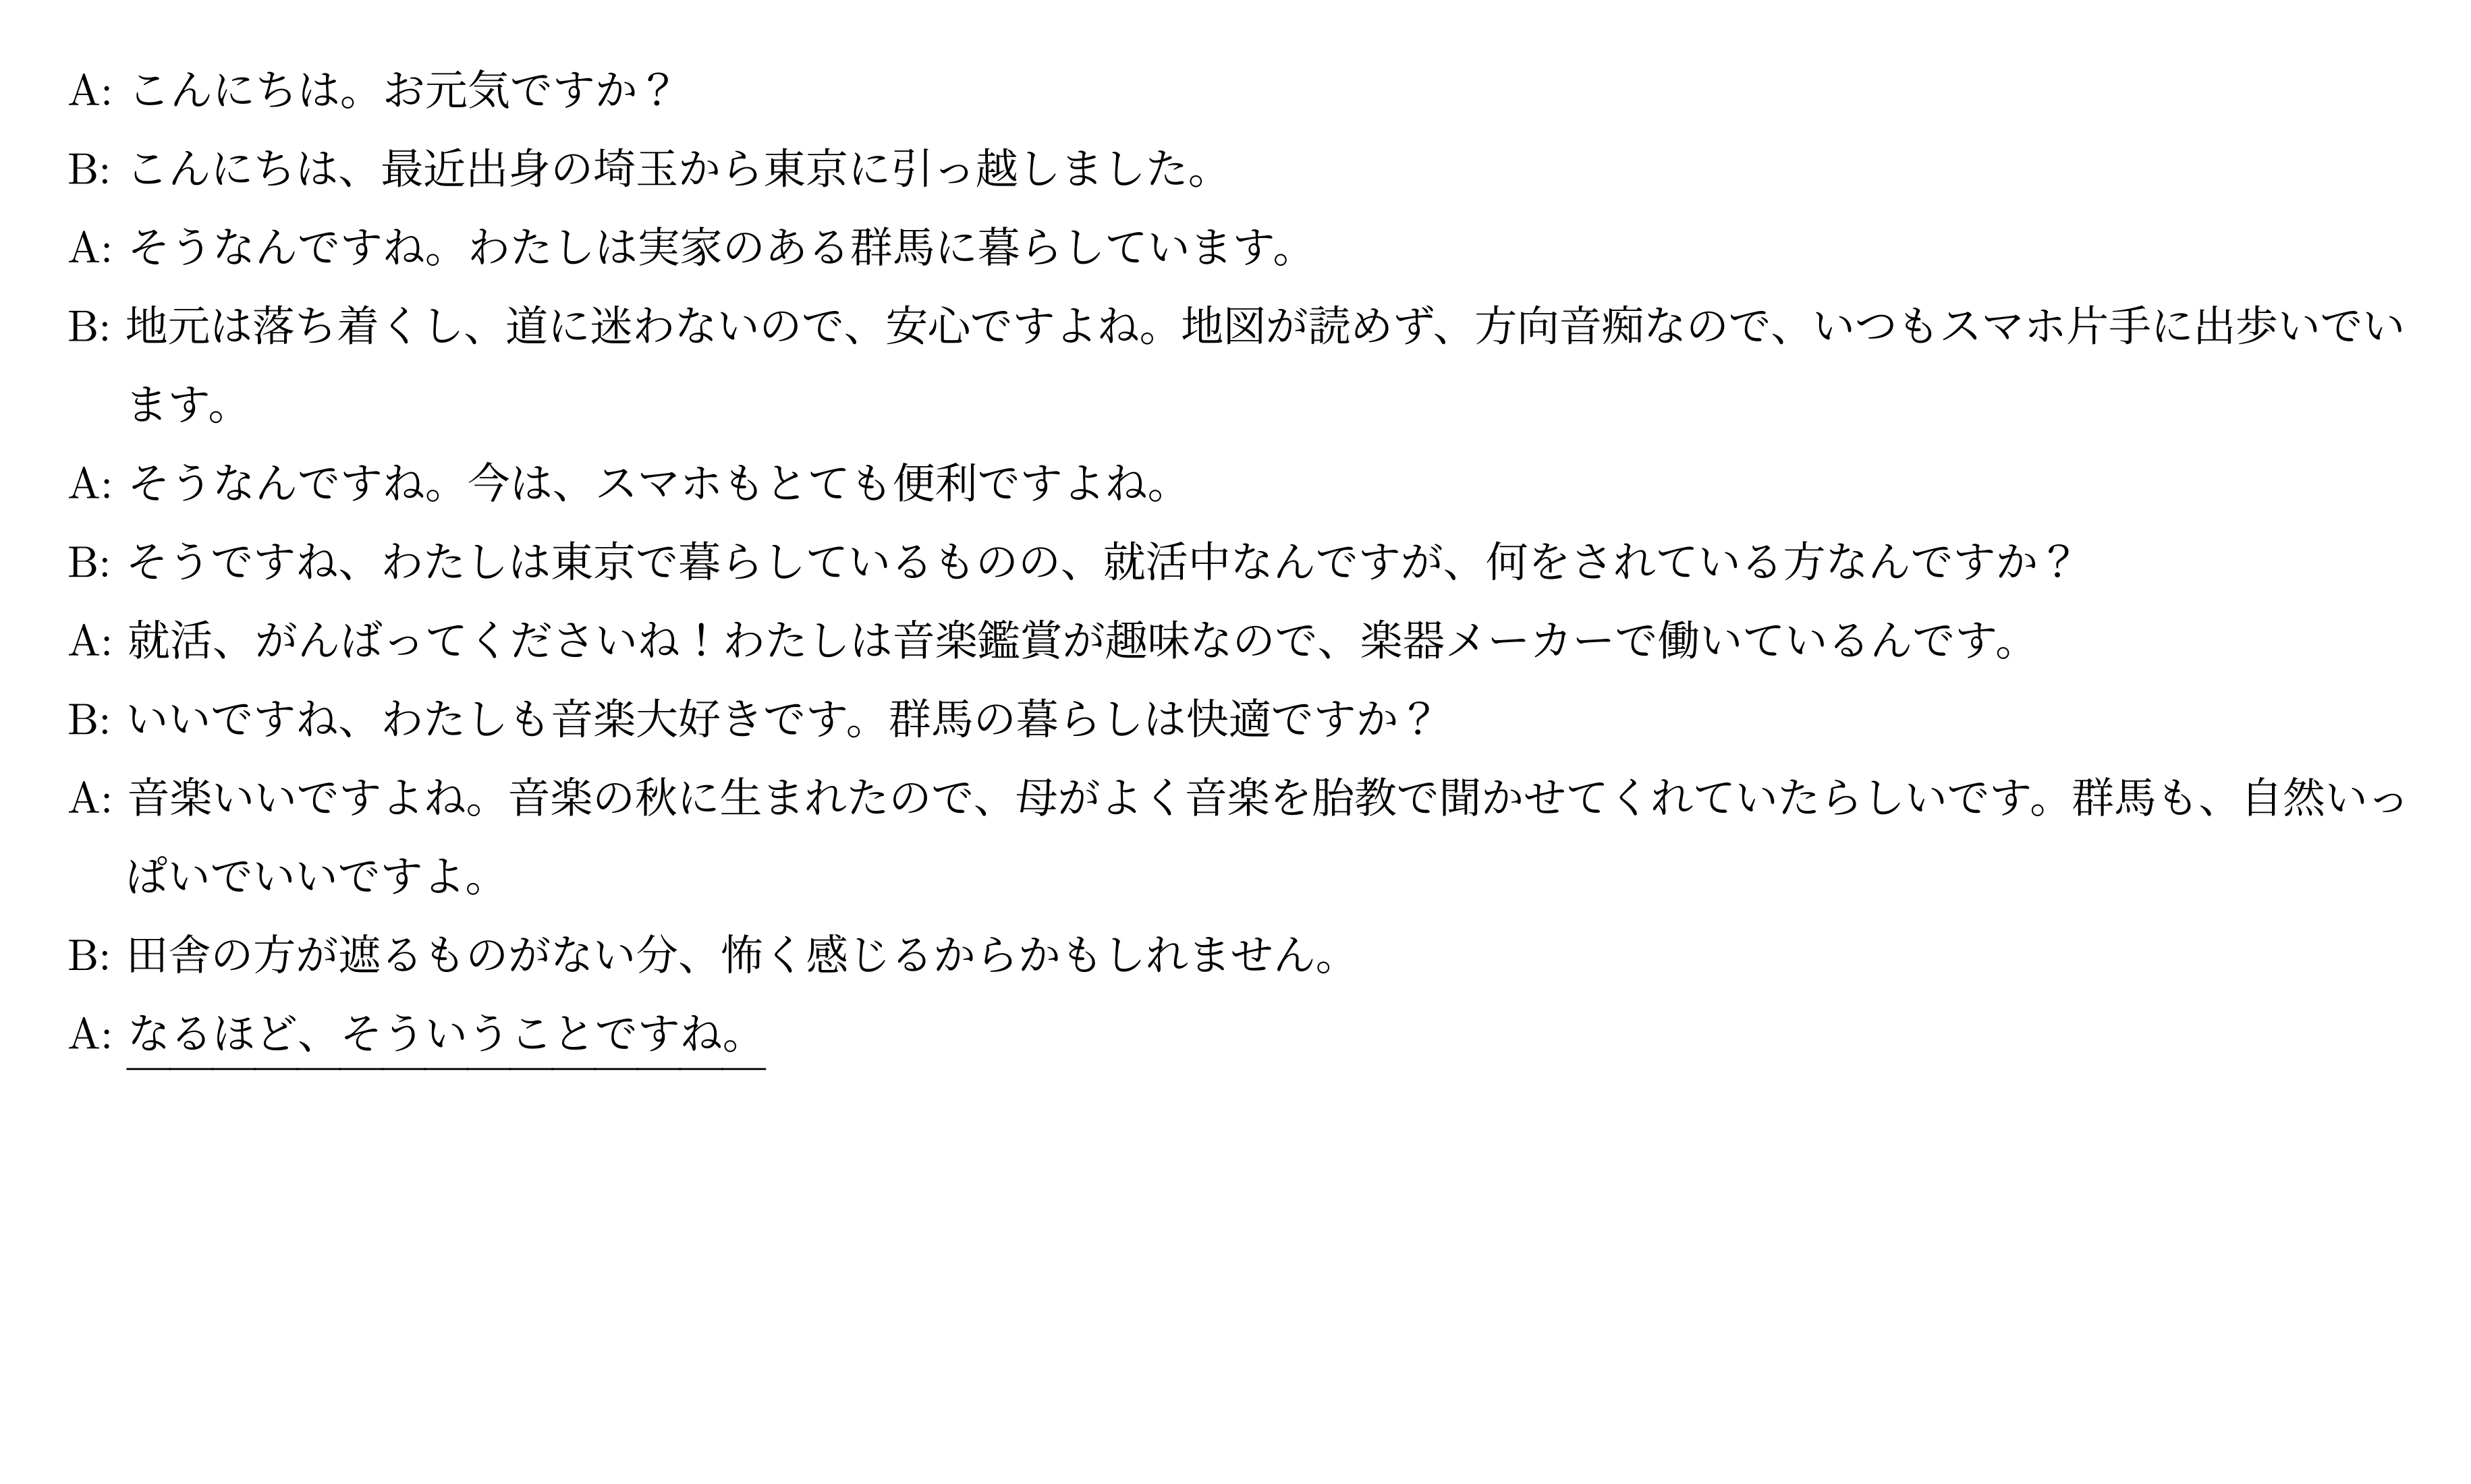 A: こんにちは。お元気ですか？
B: こんにちは、最近出身の埼玉から東京に引っ越しました。
A: そうなんですね。わたしは実家のある群馬に暮らしています。
B: 地元は落ち着くし、道に迷わないので、安心ですよね。地図が読めず、方向音痴なので、いつもスマホ片手に出歩いでい
ます。
A: そうなんですね。今は、スマホもとても便利ですよね。
B: そうですね、わたしは東京で暮らしているものの、就活中なんですが、何をされている方なんですか？
A: 就活、がんばってくださいね！わたしは音楽鑑賞が趣味なので、楽器メーカーで働いているんです。
B: いいですね、わたしも音楽大好きです。群馬の暮らしは快適ですか？
A: 音楽いいですよね。音楽の秋に生まれたので、母がよく音楽を胎教で聞かせてくれていたらしいです。群馬も、自然いっ
ぱいでいいですよ。
B: 田舎の方が遮るものがない分、怖く感じるからかもしれません。
A: なるほど、そういうことですね。